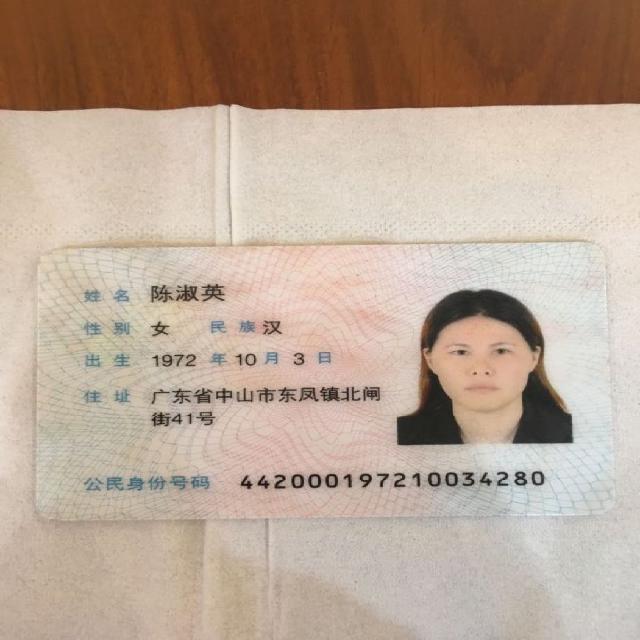 姓名 陈淑英
性别 女 民族 汉
出生 1972 年 10 月 3 日
住址 广东省中山市东凤镇北闸
街41号
公民身份号码 442000197210034280